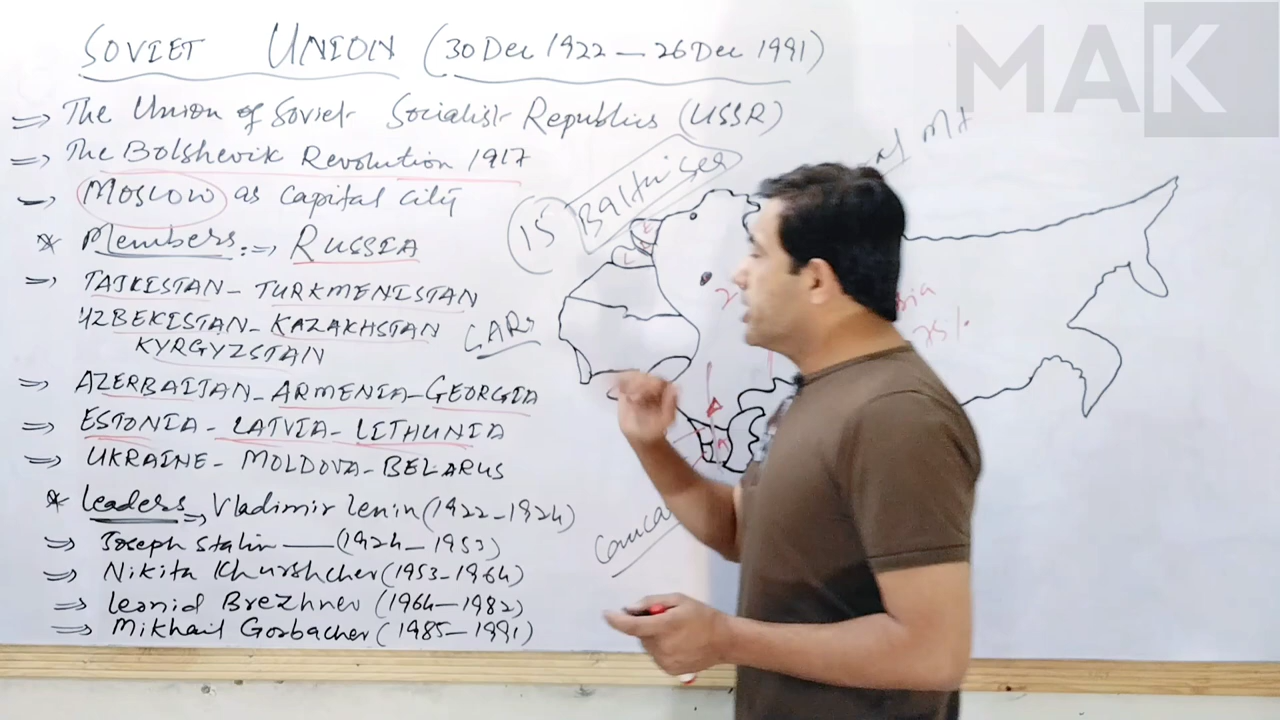 SOVIET UNION (30 Dec 1922 — 26 Dec 1991)
=> The Union of Soviet Socialist Republics (USSR)
=> The Bolshevik Revolution 1917
Moscow as Capital City
* Members :=> RUSSIA
=> TAJKISTAN - TURKMENISTAN
UZBEKISTAN - KAZAKHSTAN
KYRGYZSTAN
CARs
=> AZERBAIJAN - ARMENIA - GEORGIA
=> ESTONIA - LATVIA - LITHUNIA
=> UKRAINE - MOLDOVA - BELARUS
* Leaders => Vladimir Lenin (1922-1924)
=> Joseph Stalin — (1924-1953)
=> Nikita Khurshchev (1953-1964)
=> Leonid Brezhnev (1964-1982)
=> Mikhail Gorbachev (1985-1991)
15
E
L
75%
MAK